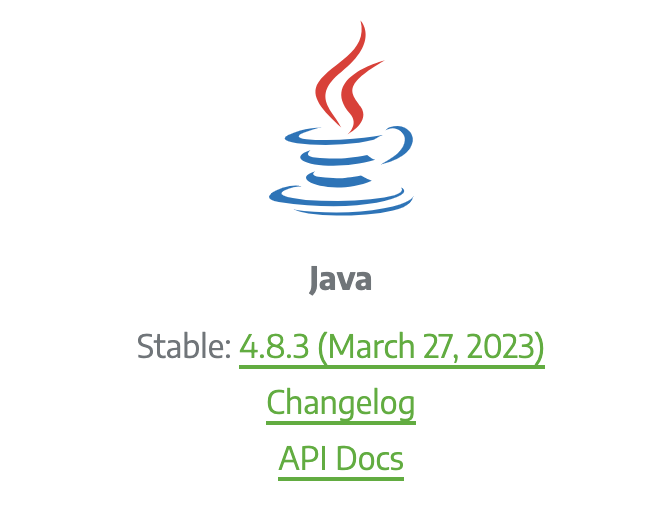 Java
Stable: 4.8.3 (March 27, 2023)
Changelog
API Docs